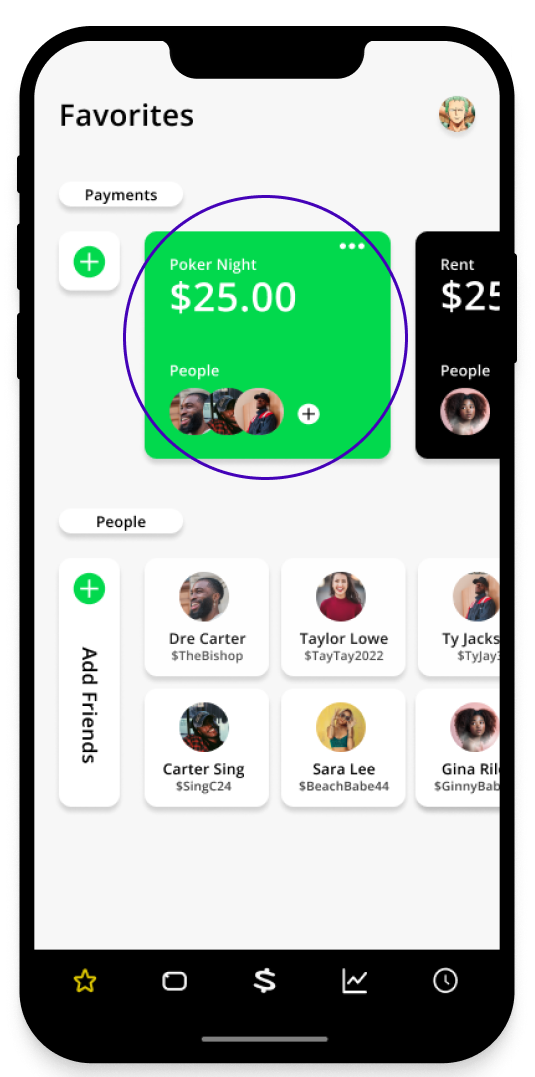 Favorites
Payments
Poker Night
$25.00
People
Rent
$25
People
People
Add Friends
Dre Carter
$TheBishop
Taylor Lowe
$TayTay2022
Ty Jacks
$TyJay3
Carter Sing
$SingC24
Sara Lee
$BeachBabe44
Gina Ril
$GinnyBab
$